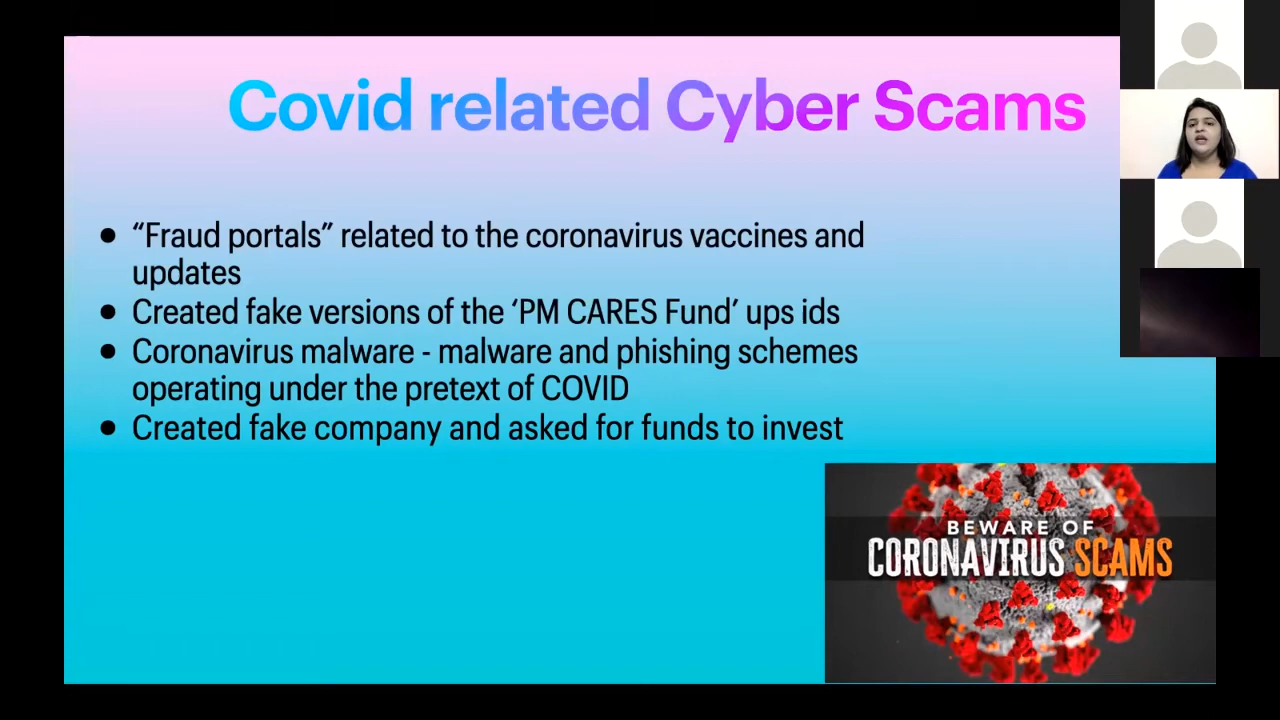 Covid related Cyber Scams
● “Fraud portals” related to the coronavirus vaccines and
updates
● Created fake versions of the ‘PM CARES Fund’ ups ids
● Coronavirus malware - malware and phishing schemes
operating under the pretext of COVID
● Created fake company and asked for funds to invest
BEWARE OF
CORONAVIRUS SCAMS